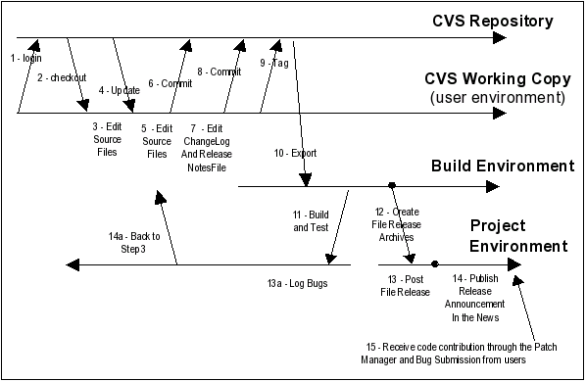 CVS Repository
1 - login
2 - checkout
4 - Update
6 - Commit
8 - Commit
9 - Tag
CVS Working Copy
(user environment)
3 - Edit
Source
Files
5 - Edit
Source
Files
7 - Edit
ChangeLog
And Release
NotesFile
10 - Export
Build Environment
11 - Build
and Test
12 - Create
File Release
Archives
Project
Environment
14a - Back to
Step 3
13a - Log Bugs
13 - Post
File Release
14 - Publish
Release
Announcement
In the News
15 - Receive code contribution through the Patch
Manager and Bug Submission from users